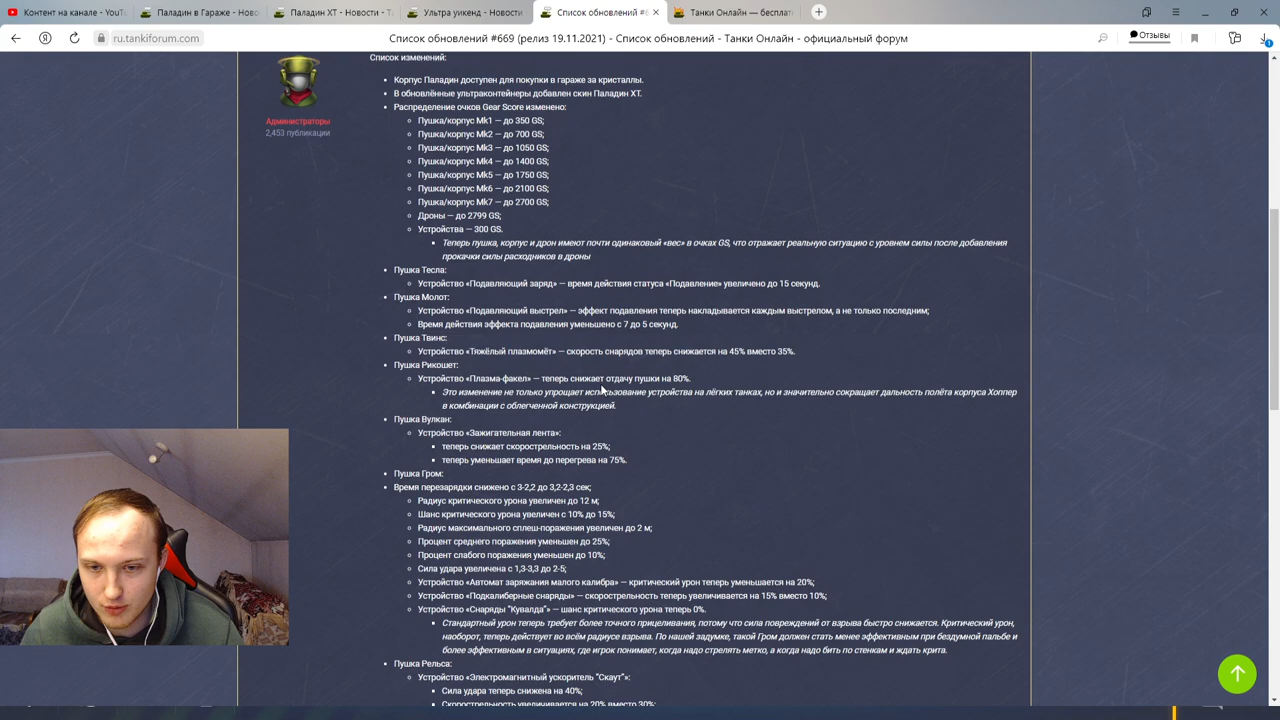 Контент на канале - YouT
Паладин в Гараже - Ново
Паладин XT - Новости - Т
Ультра уикенд - Новости
Список обновлений #6
Танки Онлайн — бесплат
ru.tankiforum.com
Список обновлений #669 (релиз 19.11.2021) - Список обновлений - Танки Онлайн - официальный форум
Отзывы
Список изменений:
Администраторы
2,453 публикации
Корпус Паладин доступен для покупки в гараже за кристаллы.
В обновлённые ультраконтейнеры добавлен скин Паладин XT.
Распределение очков Gear Score изменено:
Пушка/корпус Mk1 — до 350 GS;
Пушка/корпус Mk2 — до 700 GS;
Пушка/корпус Mk3 — до 1050 GS;
Пушка/корпус Mk4 — до 1400 GS;
Пушка/корпус Mk5 — до 1750 GS;
Пушка/корпус Mk6 — до 2100 GS;
Пушка/корпус Mk7 — до 2700 GS;
Дроны — до 2799 GS;
Устройства — 300 GS.
Теперь пушка, корпус и дрон имеют почти одинаковый «вес» в очках GS, что отражает реальную ситуацию с уровнем силы после добавления
прокачки силы расходников в дроны
Пушка Тесла:
Устройство «Подавляющий заряд» — время действия статуса «Подавление» увеличено до 15 секунд.
Пушка Молот:
Устройство «Подавляющий выстрел» — эффект подавления теперь накладывается каждым выстрелом, а не только последним;
Время действия эффекта подавления уменьшено с 7 до 5 секунд.
Пушка Твинс:
Устройство «Тяжёлый плазмомёт» — скорость снарядов теперь снижается на 45% вместо 35%.
Пушка Рикошет:
Устройство «Плазма-факел» — теперь снижает отдачу пушки на 80%.
Это изменение не только упрощает использование устройства на лёгких танках, но и значительно сокращает дальность полёта корпуса Хоппер
в комбинации с облегченной конструкцией.
Пушка Вулкан:
Устройство «Зажигательная лента»:
теперь снижает скорострельность на 25%;
теперь уменьшает время до перегрева на 75%.
Пушка Гром:
Время перезарядки снижено с 3-2,2 до 3,2-2,3 сек;
Радиус критического урона увеличен до 12 м;
Шанс критического урона увеличен с 10% до 15%;
Радиус максимального сплеш-поражения увеличен до 2 м;
Процент среднего поражения уменьшен до 25%;
Процент слабого поражения уменьшен до 10%;
Сила удара увеличена с 1,3-3,3 до 2-5;
Устройство «Автомат заряжания малого калибра» — критический урон теперь уменьшается на 20%;
Устройство «Подкалиберные снаряды» — скорострельность теперь увеличивается на 15% вместо 10%;
Устройство «Снаряды "Кувалда"» — шанс критического урона теперь 0%.
Стандартный урон теперь требует более точного прицеливания, потому что сила повреждений от взрыва быстро снижается. Критический урон,
наоборот, теперь действует во всём радиусе взрыва. По нашей задумке, такой Гром должен стать менее эффективным при бездумной пальбе и
более эффективным в ситуациях, где игрок понимает, когда надо стрелять метко, а когда надо бить по стенкам и ждать крита.
Пушка Рельса:
Устройство «Электромагнитный ускоритель "Скаут"»:
Сила удара теперь снижена на 40%;
Скорострельность увеличивается на 20% вместо 30%;